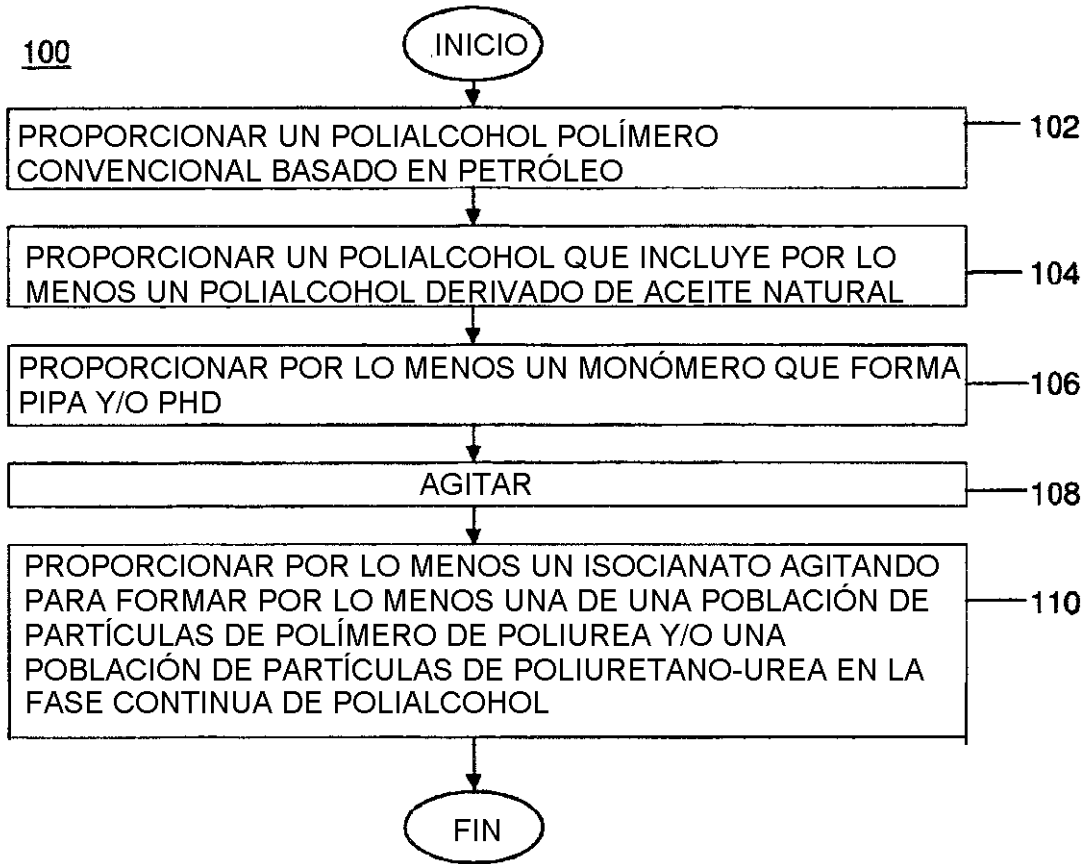 100
INICIO
PROPORCIONAR UN POLIALCOHOL POLÍMERO
CONVENCIONAL BASADO EN PETRÓLEO
102
PROPORCIONAR UN POLIALCOHOL QUE INCLUYE POR LO
MENOS UN POLIALCOHOL DERIVADO DE ACEITE NATURAL
104
PROPORCIONAR POR LO MENOS UN MONÓMERO QUE FORMA
PIPA Y/O PHD
106
AGITAR
108
PROPORCIONAR POR LO MENOS UN ISOCIANATO AGITANDO
PARA FORMAR POR LO MENOS UNA DE UNA POBLACIÓN DE
PARTÍCULAS DE POLÍMERO DE POLIUREA Y/O UNA
POBLACIÓN DE PARTÍCULAS DE POLIURETANO-UREA EN LA
FASE CONTINUA DE POLIALCOHOL
110
FIN